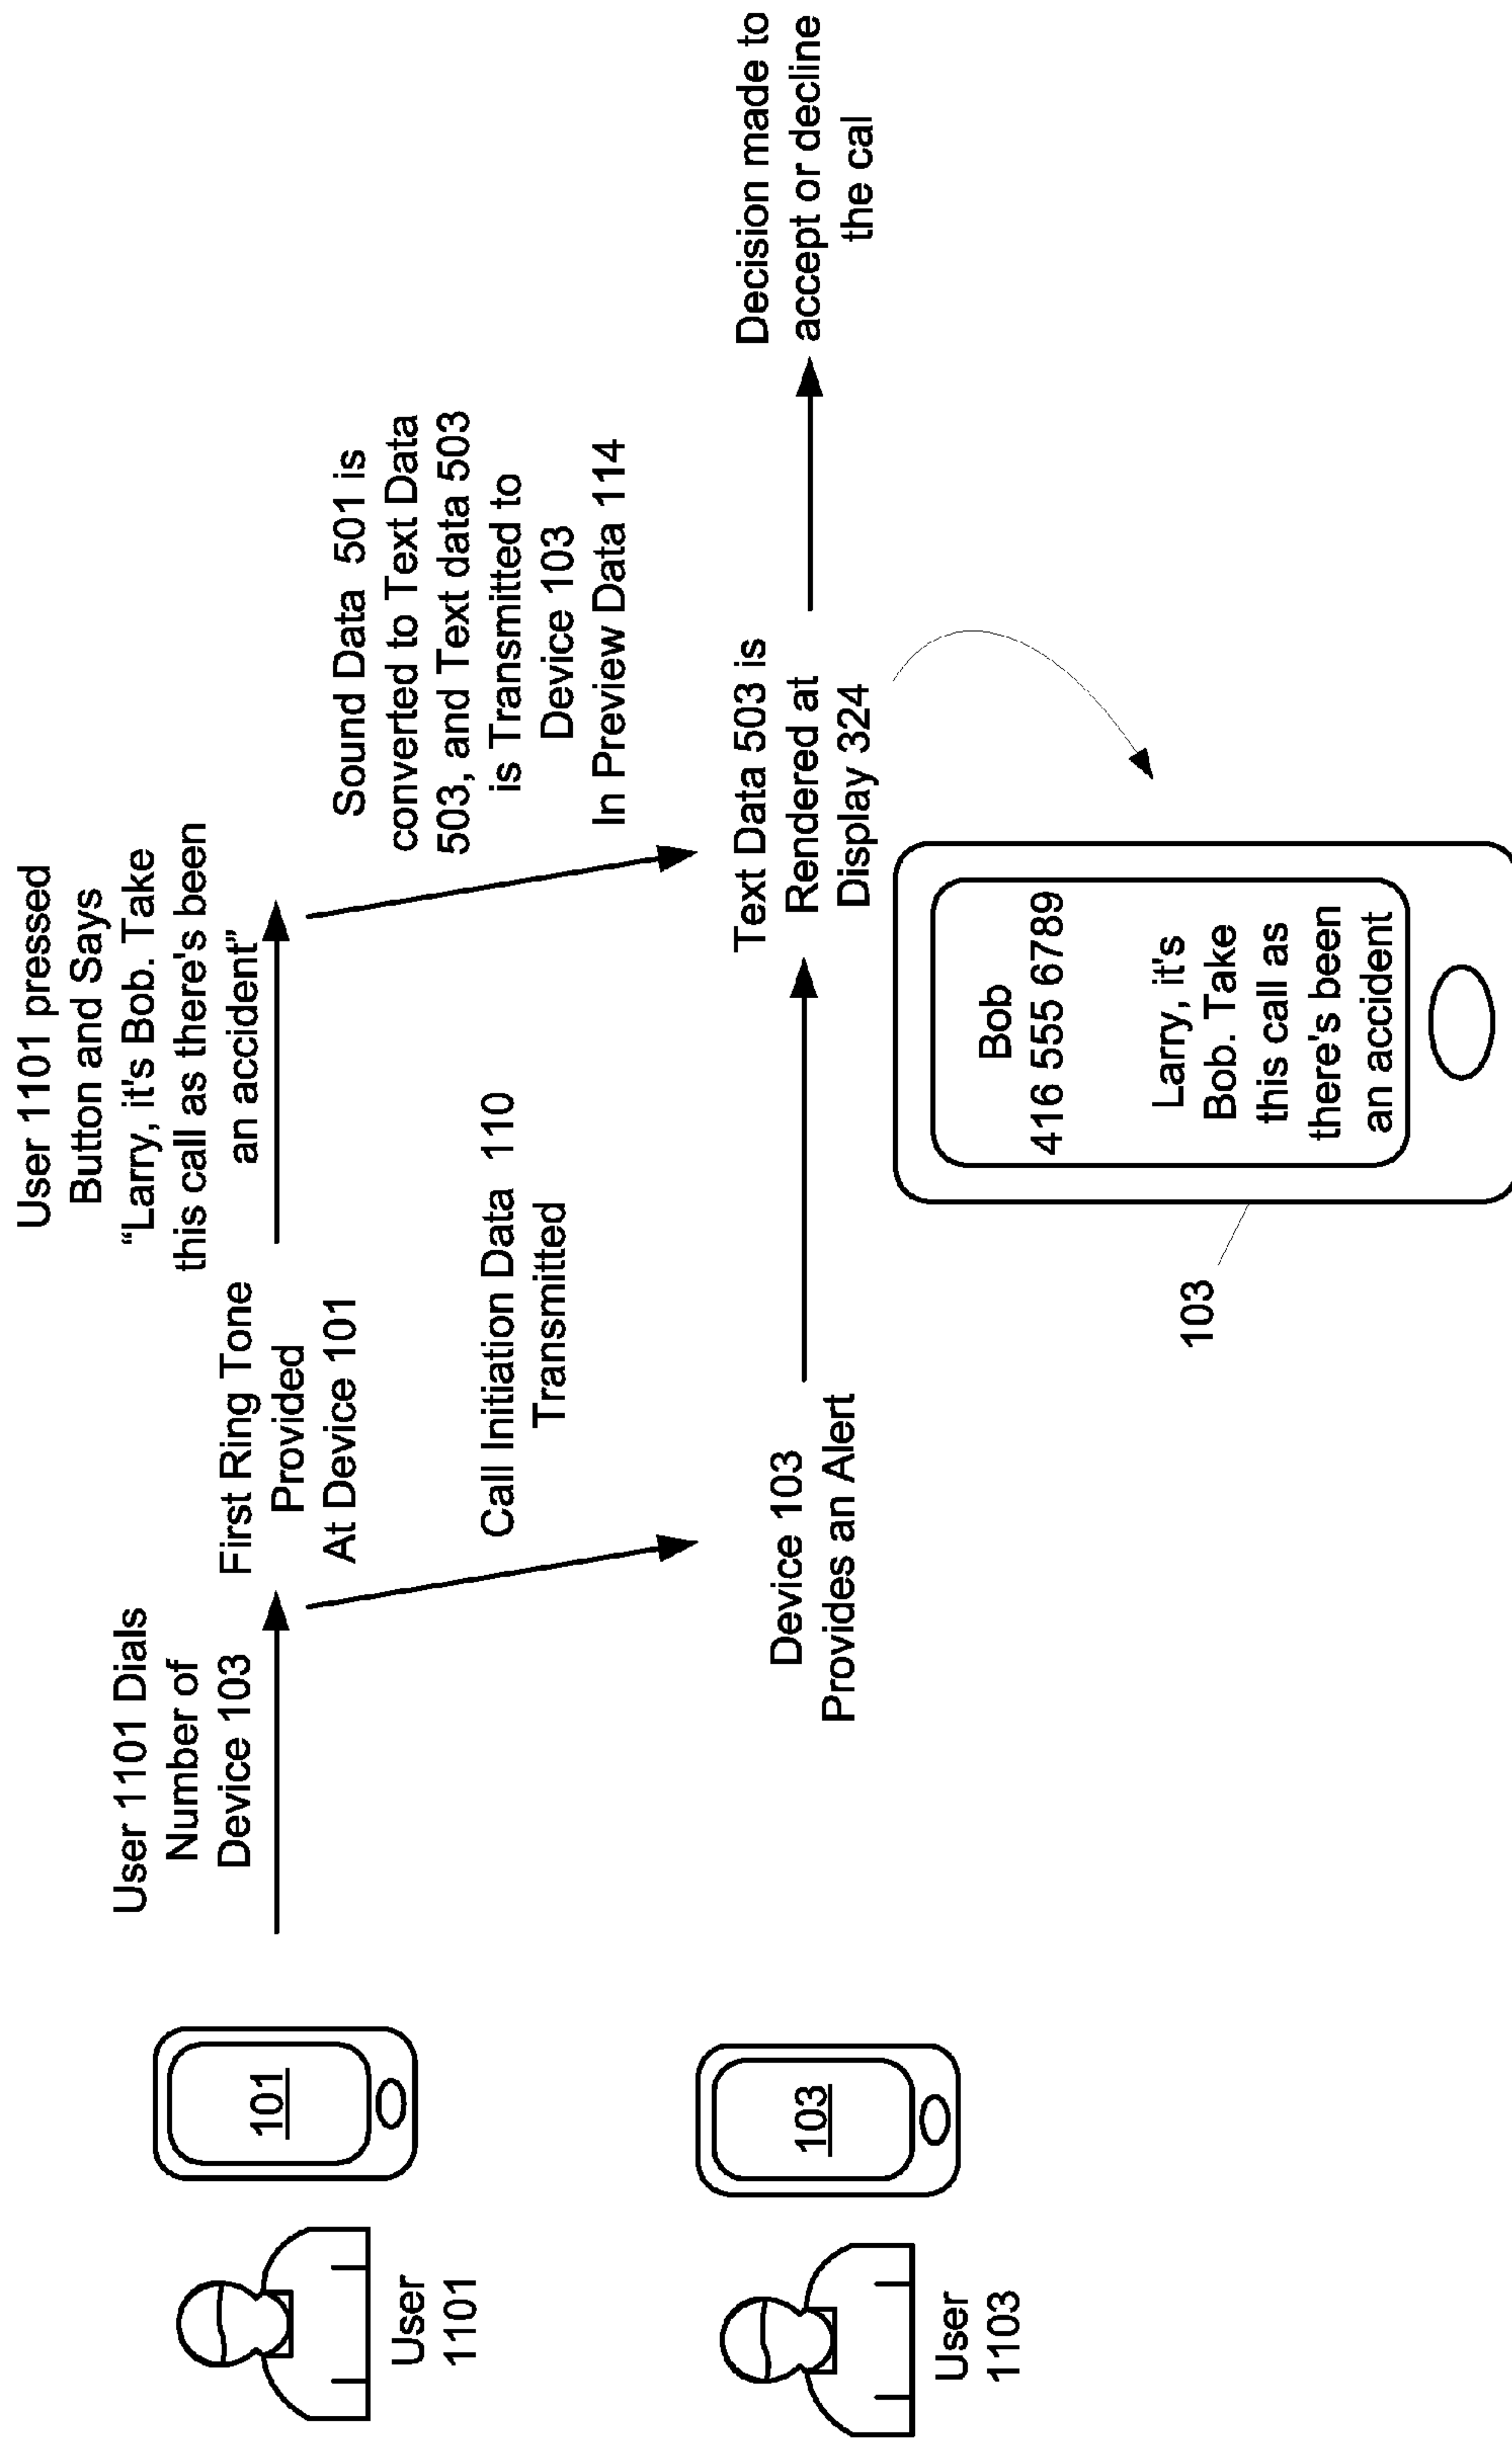 User 1101 Dials
Number of
Device 103
First Ring Tone
Provided
At Device 101
User 1101 pressed
Button and Says
“Larry, it's Bob. Take
this call as there's been
an accident”
101
User
1101
Call Initiation Data 110
Transmitted
Sound Data 501 is
converted to Text Data
503, and Text data 503
is Transmitted to
Device 103
In Preview Data 114
103
User
1103
Device 103
Provides an Alert
Text Data 503 is
Rendered at
Display 324
Decision made to
accept or decline
the cal
103
Bob
416 555 6789
Larry, it's
Bob. Take
this call as
there's been
an accident